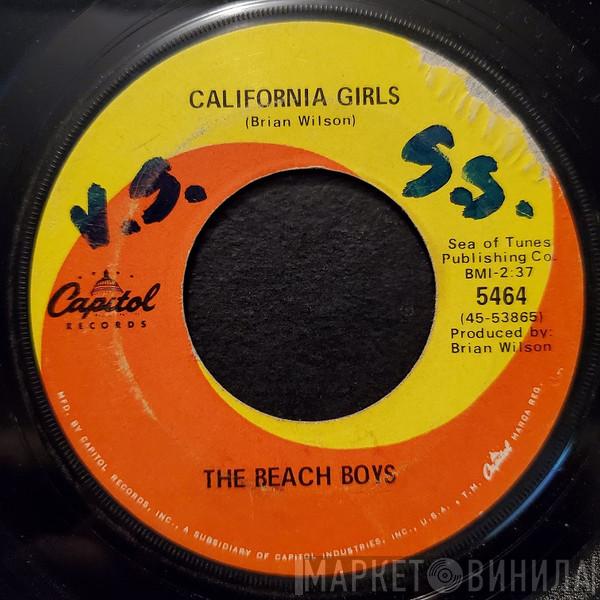 CALIFORNIA GIRLS
(Brian Wilson)
V.S.
S.S.
Sea of Tunes
Publishing Co.
BMI-2:37
5464
(45-53865)
Produced by:
Brian Wilson
Capitol
RECORDS
THE BEACH BOYS
MFD. BY CAPITOL RECORDS, INC., A SUBSIDIARY OF CAPITOL INDUSTRIES, INC., U.S.A. • T.M. Capitol MARCA REG.
МАРКЕТ ВИНИЛА